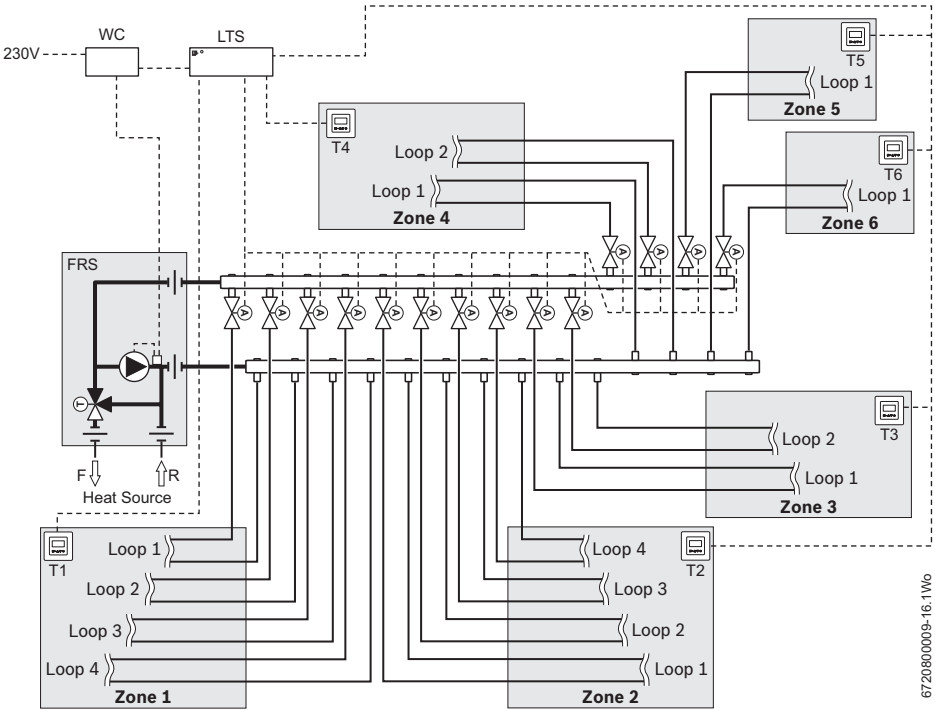 WC
LTS
230V
T5
Loop 1
Zone 5
T4
Loop 2
Loop 1
Zone 4
T6
Loop 1
Zone 6
FRS
A A A A
A A A A A A A A A A
T
F
R
Heat Source
T3
Loop 2
Loop 1
Zone 3
T1
Loop 1
Loop 2
Loop 3
Loop 4
Zone 1
T2
Loop 4
Loop 3
Loop 2
Loop 1
Zone 2
6720800009-16.1Wo